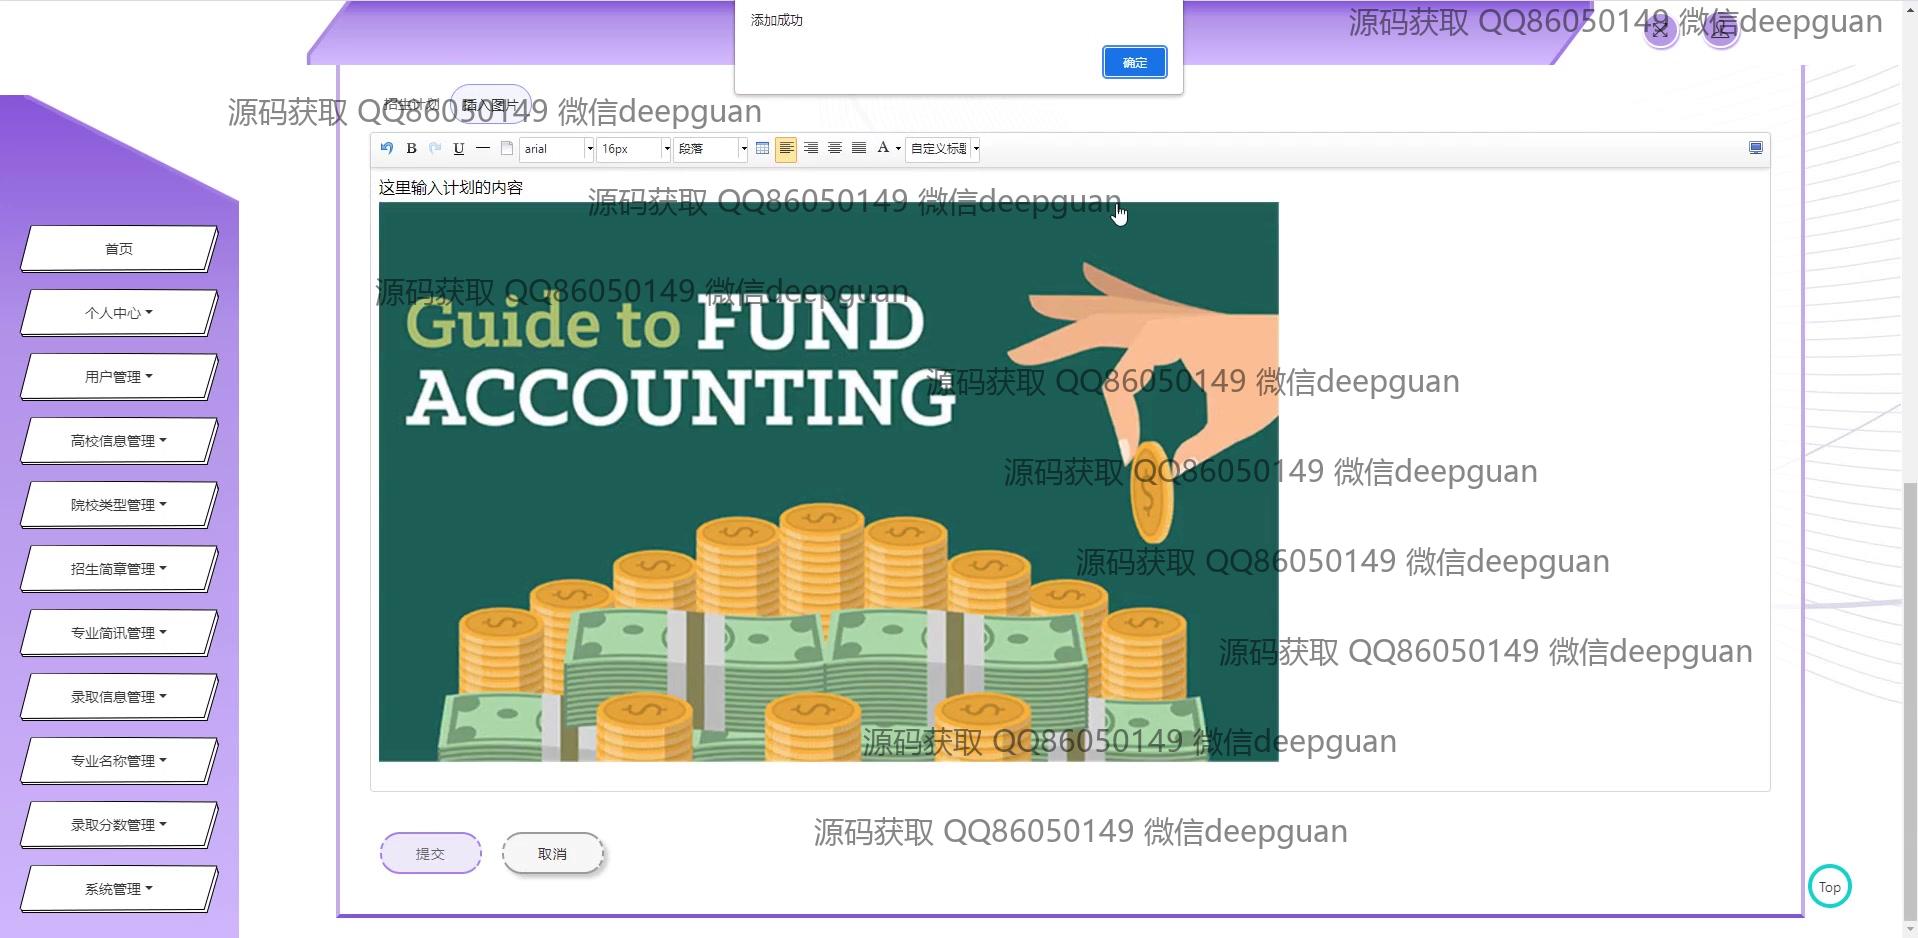 添加成功
确定
源码获取 QQ86050149 微信deepguan
招生计划 插入图片
源码获取 QQ86050149 微信deepguan
B U arial 16px 段落 A 自定义标题
这里输入计划的内容
源码获取 QQ86050149 微信deepguan
首页
源码获取 QQ86050149 微信deepguan
个人中心
Guide to FUND
ACCOUNTING
用户管理
源码获取 QQ86050149 微信deepguan
高校信息管理
源码获取 QQ86050149 微信deepguan
院校类型管理
源码获取 QQ86050149 微信deepguan
招生简章管理
专业简讯管理
源码获取 QQ86050149 微信deepguan
录取信息管理
源码获取 QQ86050149 微信deepguan
专业名称管理
录取分数管理
源码获取 QQ86050149 微信deepguan
提交
取消
系统管理
Top